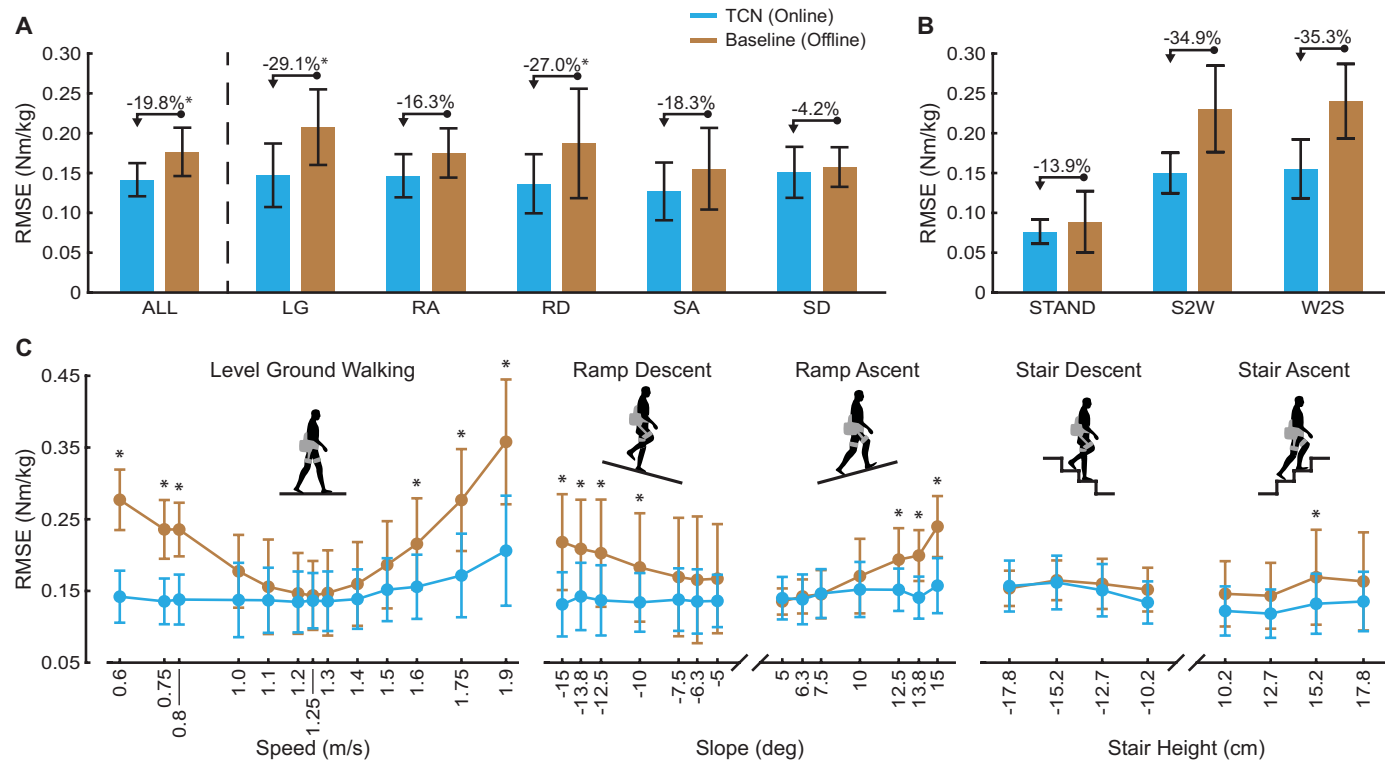 A
TCN (Online)
Baseline (Offline)
RMSE (Nm/kg)
0.30
0.25
0.20
0.15
0.10
0.05
0
-19.8%*
-29.1%*
-16.3%
-27.0%*
-18.3%
-4.2%
ALL LG RA RD SA SD
B
RMSE (Nm/kg)
0.30
0.25
0.20
0.15
0.10
0.05
0
-13.9%
-34.9%
-35.3%
STAND S2W W2S
C
RMSE (Nm/kg)
0.45
0.35
0.25
0.15
0.05
Level Ground Walking
* * * * * *
0.6 0.75 0.8 1.0 1.1 1.2 1.25 1.3 1.4 1.5 1.6 1.75 1.9
Speed (m/s)
Ramp Descent
* * * *
-15 -13.8 -12.5 -10 -7.5 -6.3 -5
Ramp Ascent
* * *
5 6.3 7.5 10 12.5 13.8 15
Slope (deg)
Stair Descent
-17.8 -15.2 -12.7 -10.2
Stair Ascent
*
10.2 12.7 15.2 17.8
Stair Height (cm)